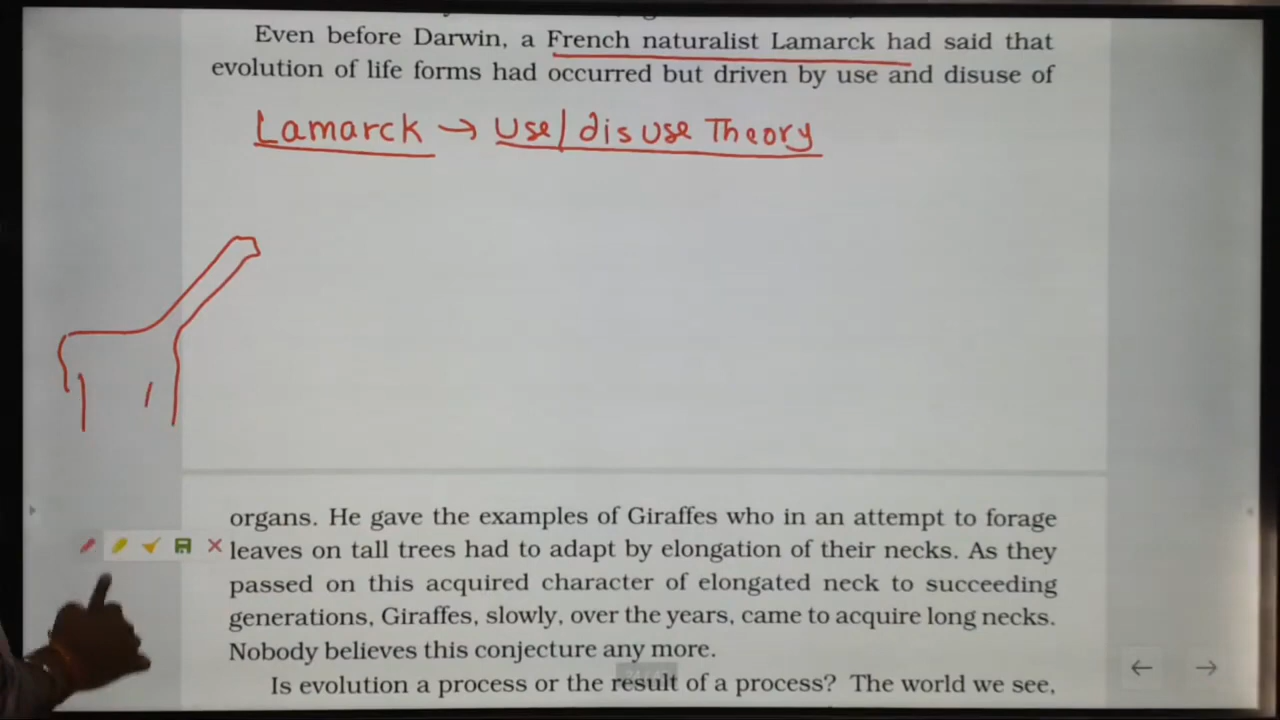 Even before Darwin, a French naturalist Lamarck had said that
evolution of life forms had occurred but driven by use and disuse of
Lamarck → Use/disuse Theory
organs. He gave the examples of Giraffes who in an attempt to forage
leaves on tall trees had to adapt by elongation of their necks. As they
passed on this acquired character of elongated neck to succeeding
generations, Giraffes, slowly, over the years, came to acquire long necks.
Nobody believes this conjecture any more.
Is evolution a process or the result of a process? The world we see,